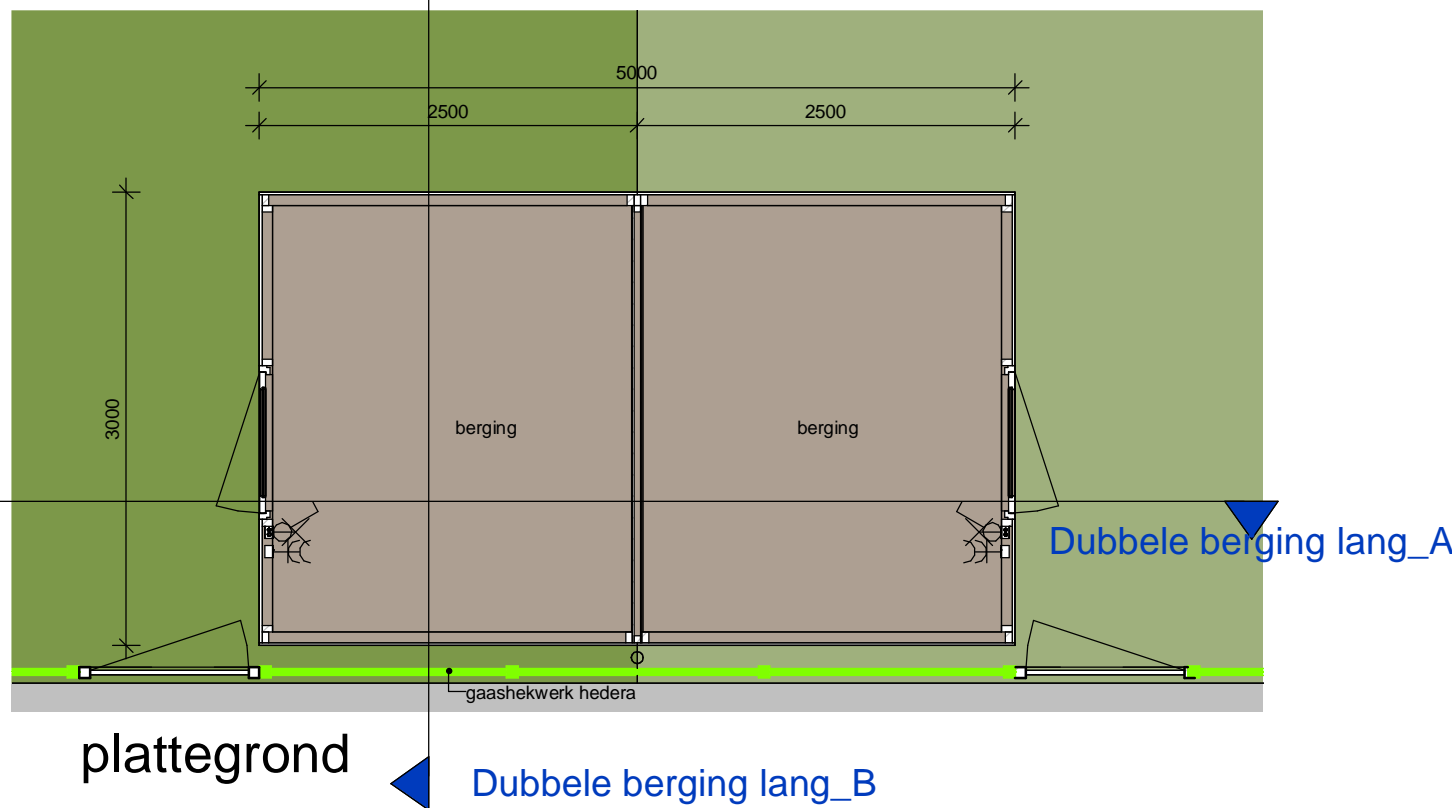 5000
2500
2500
3000
berging
berging
Dubbele berging lang_A
gaashekwerk hedera
plattegrond
Dubbele berging lang_B